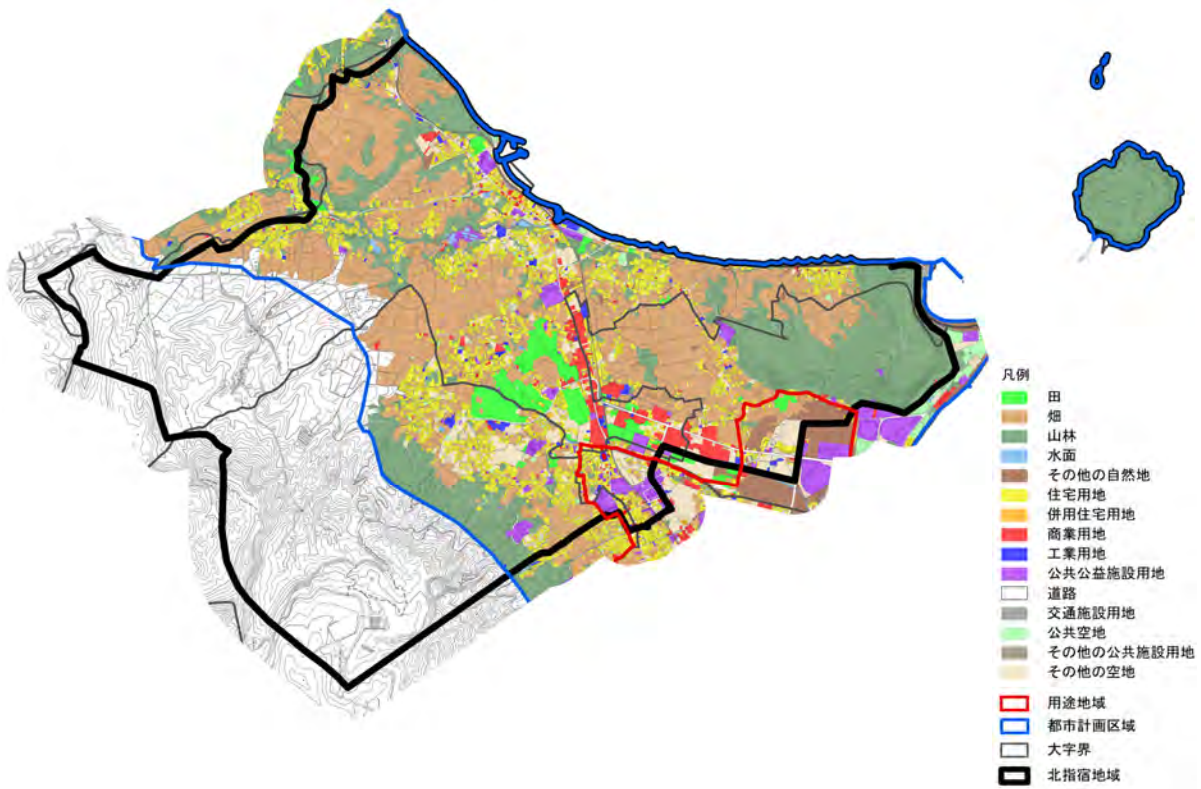 凡例
田
畑
山林
水面
その他の自然地
住宅用地
併用住宅用地
商業用地
工業用地
公共公益施設用地
道路
交通施設用地
公共空地
その他の公共施設用地
その他の空地
用途地域
都市計画区域
大字界
北指宿地域